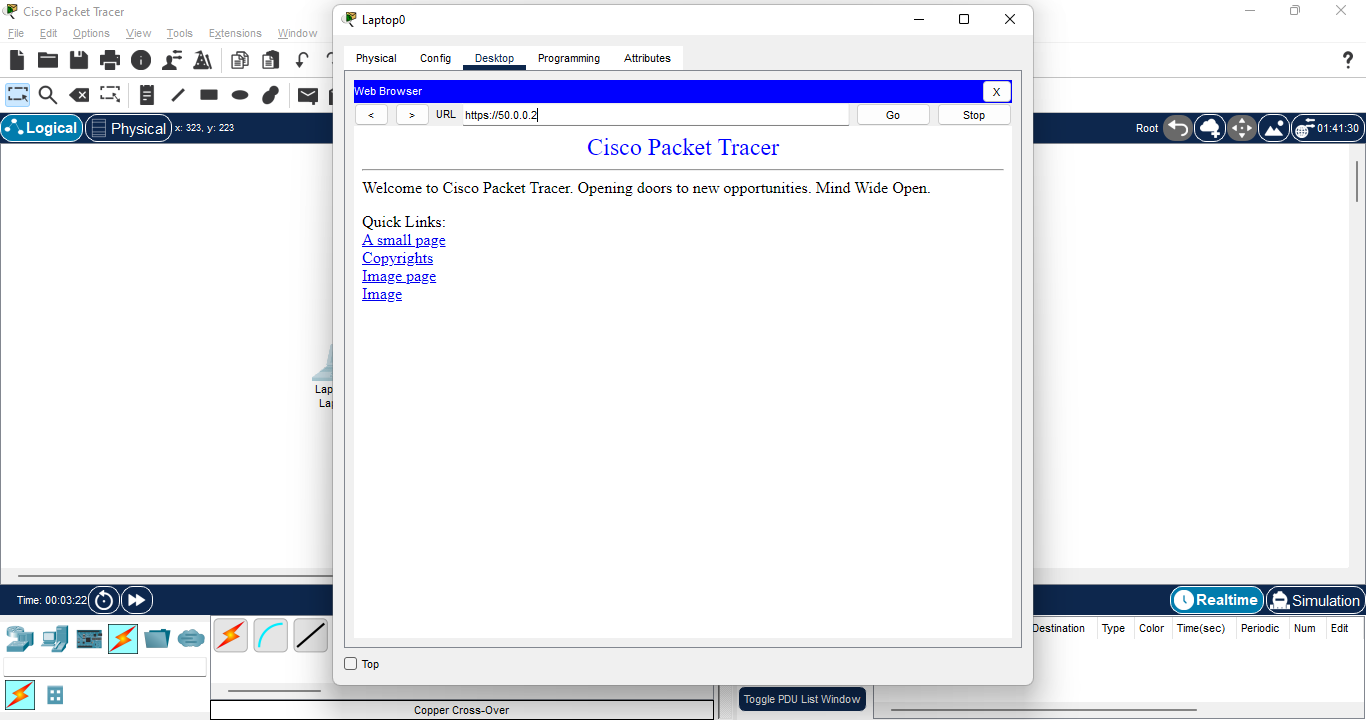 Cisco Packet Tracer
File Edit Options View Tools Extensions Window
Logical Physical x: 323, y: 223
Root 01:41:30
Laptop0
Physical Config Desktop Programming Attributes
Web Browser X
< > URL https://50.0.0.2 Go Stop
Cisco Packet Tracer
Welcome to Cisco Packet Tracer. Opening doors to new opportunities. Mind Wide Open.
Quick Links:
A small page
Copyrights
Image page
Image
Lap
La
Top
Time: 00:03:22
Realtime Simulation
Destination Type Color Time(sec) Periodic Num Edit
Toggle PDU List Window
Copper Cross-Over